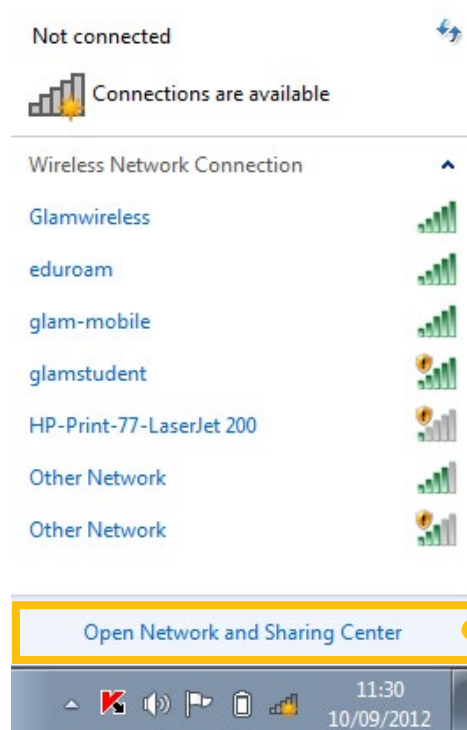 Not connected
Connections are available
Wireless Network Connection
Glamwireless
eduroam
glam-mobile
glamstudent
HP-Print-77-LaserJet 200
Other Network
Other Network
Open Network and Sharing Center
11:30
10/09/2012